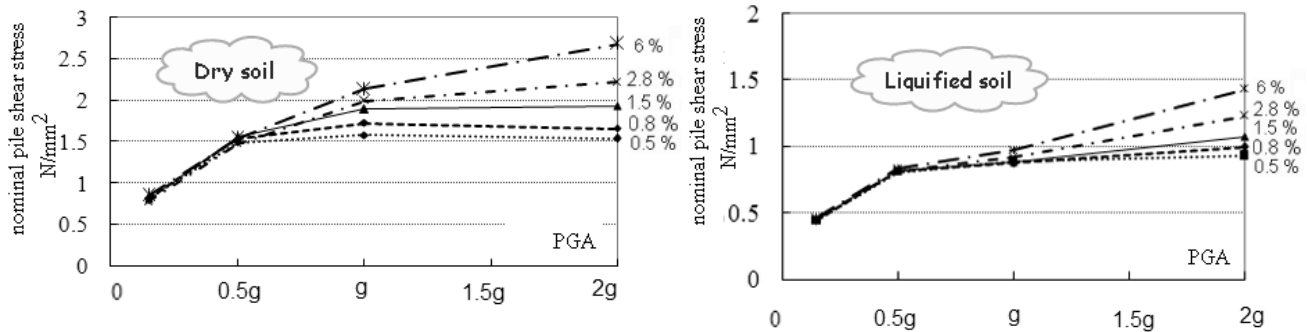 nominal pile shear stress
N/mm2
3
2.5
2
1.5
1
0.5
0
Dry soil
6 %
2.8 %
1.5 %
0.8 %
0.5 %
PGA
0
0.5g
g
1.5g
2g
nominal pile shear stress
N/mm2
2
1.5
1
0.5
0
Liquified soil
6 %
2.8 %
1.5 %
0.8 %
0.5 %
PGA
0
0.5g
g
1.5g
2g